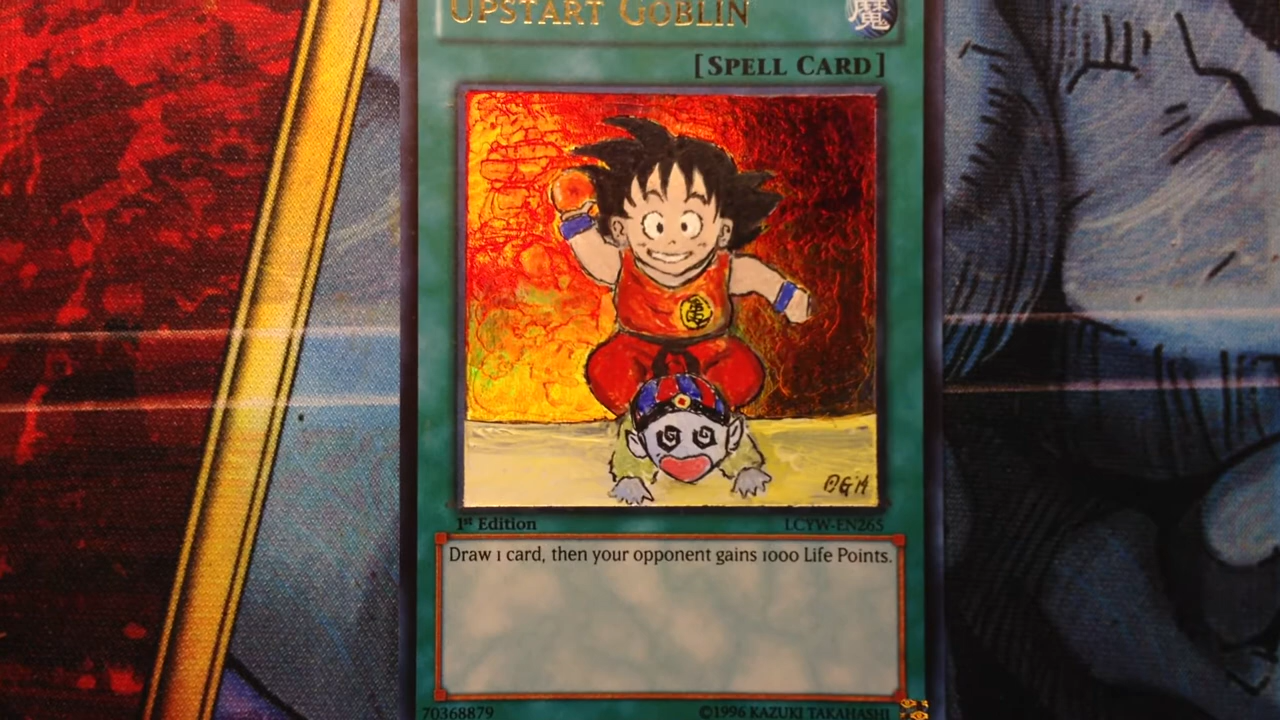 UPSTART GOBLIN 魔
[SPELL CARD]
亀
OGM
1st Edition LCYW-EN265
Draw 1 card, then your opponent gains 1000 Life Points.
70368879 ©1996 KAZUKI TAKAHASHI